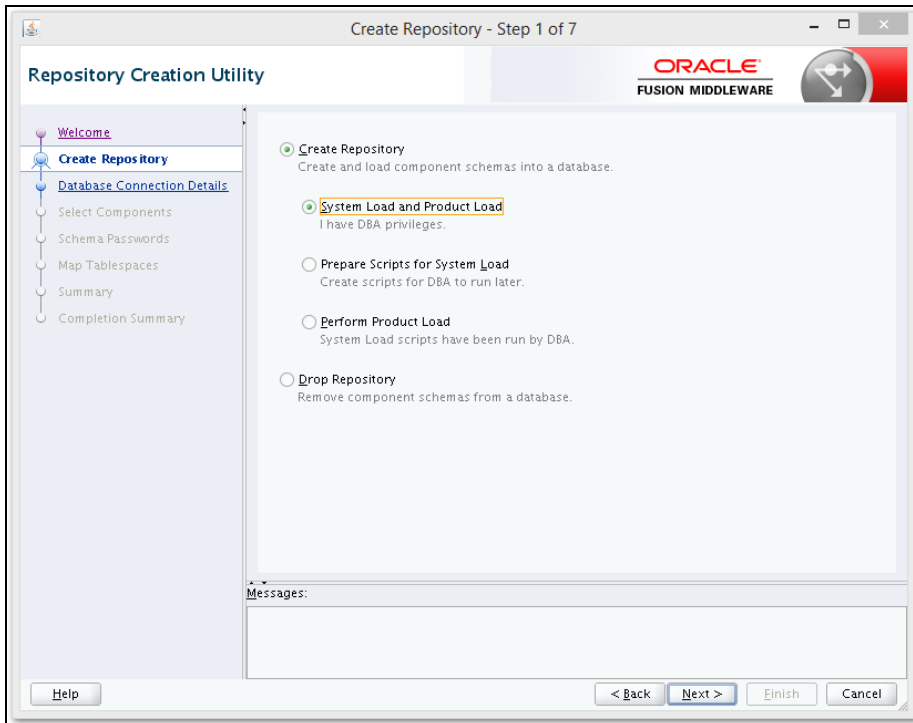 Create Repository - Step 1 of 7
Repository Creation Utility
ORACLE
FUSION MIDDLEWARE
Welcome
Create Repository
Database Connection Details
Select Components
Schema Passwords
Map Tablespaces
Summary
Completion Summary
Create Repository
Create and load component schemas into a database.
System Load and Product Load
I have DBA privileges.
Prepare Scripts for System Load
Create scripts for DBA to run later.
Perform Product Load
System Load scripts have been run by DBA.
Drop Repository
Remove component schemas from a database.
Messages:
Help
< Back
Next >
Finish
Cancel